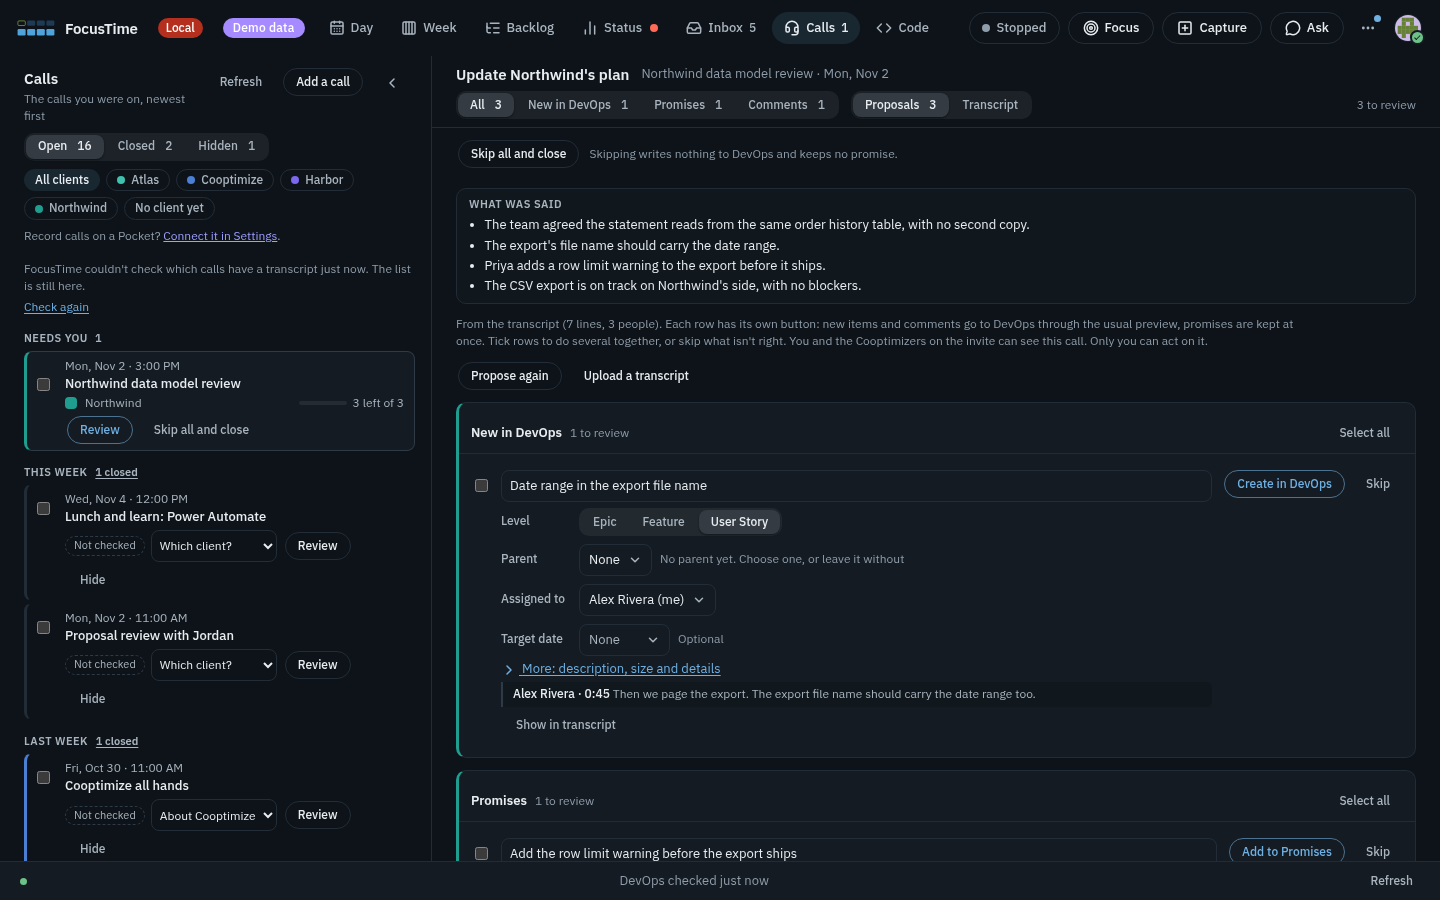 FocusTime
Local
Demo data
Day
Week
Backlog
Status
Inbox 5
Calls 1
Code
Stopped
Focus
Capture
Ask
Calls
The calls you were on, newest first
Refresh
Add a call
Open 16
Closed 2
Hidden 1
All clients
Atlas
Cooptimize
Harbor
Northwind
No client yet
Record calls on a Pocket? Connect it in Settings.
FocusTime couldn't check which calls have a transcript just now. The list
is still here.
Check again
NEEDS YOU 1
Mon, Nov 2 · 3:00 PM
Northwind data model review
Northwind
3 left of 3
Review
Skip all and close
THIS WEEK 1 closed
Wed, Nov 4 · 12:00 PM
Lunch and learn: Power Automate
Not checked
Which client?
Review
Hide
Mon, Nov 2 · 11:00 AM
Proposal review with Jordan
Not checked
Which client?
Review
Hide
LAST WEEK 1 closed
Fri, Oct 30 · 11:00 AM
Cooptimize all hands
Not checked
About Cooptimize
Review
Hide
Update Northwind's plan
Northwind data model review · Mon, Nov 2
All 3
New in DevOps 1
Promises 1
Comments 1
Proposals 3
Transcript
3 to review
Skip all and close
Skipping writes nothing to DevOps and keeps no promise.
WHAT WAS SAID
• The team agreed the statement reads from the same order history table, with no second copy.
• The export's file name should carry the date range.
• Priya adds a row limit warning to the export before it ships.
• The CSV export is on track on Northwind's side, with no blockers.
From the transcript (7 lines, 3 people). Each row has its own button: new items and comments go to DevOps through the usual preview, promises are kept at
once. Tick rows to do several together, or skip what isn't right. You and the Cooptimizers on the invite can see this call. Only you can act on it.
Propose again
Upload a transcript
New in DevOps 1 to review
Select all
Date range in the export file name
Create in DevOps
Skip
Level
Epic
Feature
User Story
Parent
None
No parent yet. Choose one, or leave it without
Assigned to
Alex Rivera (me)
Target date
None
Optional
More: description, size and details
Alex Rivera · 0:45 Then we page the export. The export file name should carry the date range too.
Show in transcript
Promises 1 to review
Select all
Add the row limit warning before the export ships
Add to Promises
Skip
DevOps checked just now
Refresh